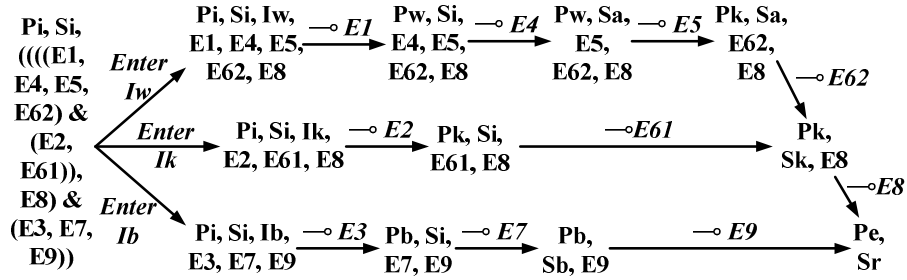 Pi, Si,
((((E1,
E4, E5,
E62) &
(E2,
E61)),
E8) &
(E3, E7,
E9))
Enter
Iw
Pi, Si, Iw,
E1, E4, E5,
E62, E8
⊸ E1
Pw, Si,
E4, E5,
E62, E8
⊸ E4
Pw, Sa,
E5,
E62, E8
⊸ E5
Pk, Sa,
E62,
E8
⊸ E62
Enter
Ik
Pi, Si, Ik,
E2, E61, E8
⊸ E2
Pk, Si,
E61, E8
⊸E61
Pk,
Sk, E8
⊸E8
Enter
Ib
Pi, Si, Ib,
E3, E7, E9
⊸ E3
Pb, Si,
E7, E9
⊸ E7
Pb,
Sb, E9
⊸ E9
Pe,
Sr